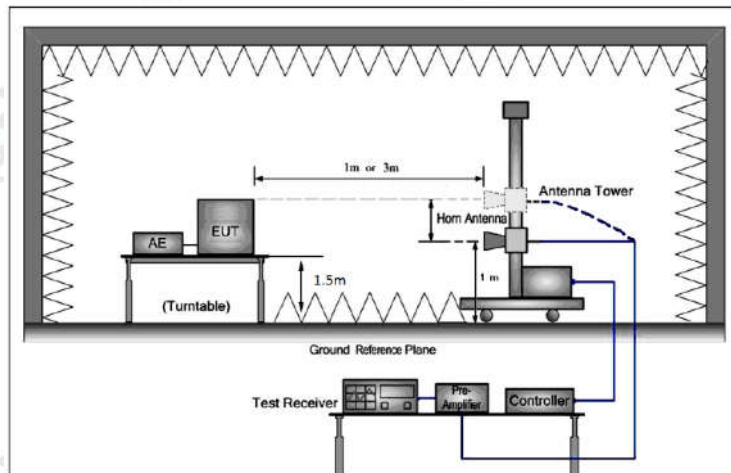 1m or 3m
Antenna Tower
Horn Antenna
EUT
AE
1.5m
1 m
(Turntable)
Ground Reference Plane
Test Receiver
Pre-
Amplifier
Controller